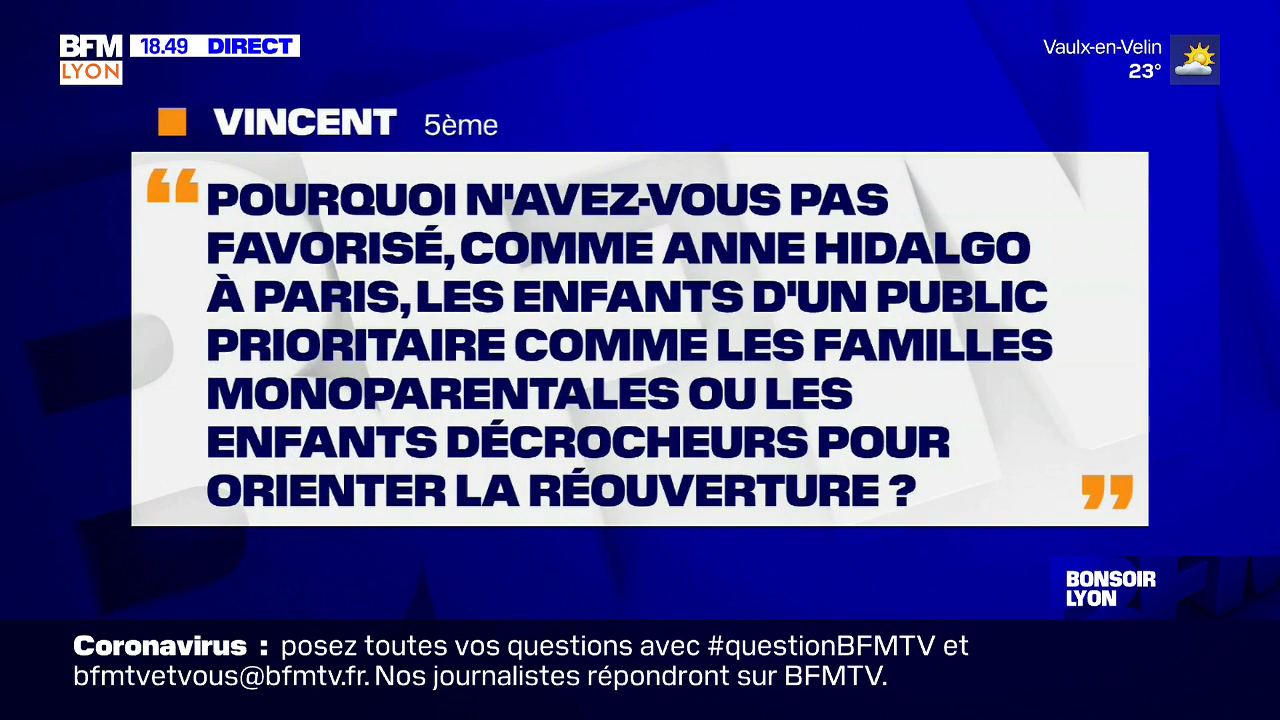 BFM 18.49 DIRECT
LYON
Vaulx-en-Velin
23°
VINCENT 5ème
“ POURQUOI N'AVEZ-VOUS PAS
FAVORISÉ, COMME ANNE HIDALGO
À PARIS, LES ENFANTS D'UN PUBLIC
PRIORITAIRE COMME LES FAMILLES
MONOPARENTALES OU LES
ENFANTS DÉCROCHEURS POUR
ORIENTER LA RÉOUVERTURE ? ”
BONSOIR
LYON
Coronavirus : posez toutes vos questions avec #questionBFMTV et
bfmtvetvous@bfmtv.fr. Nos journalistes répondront sur BFMTV.